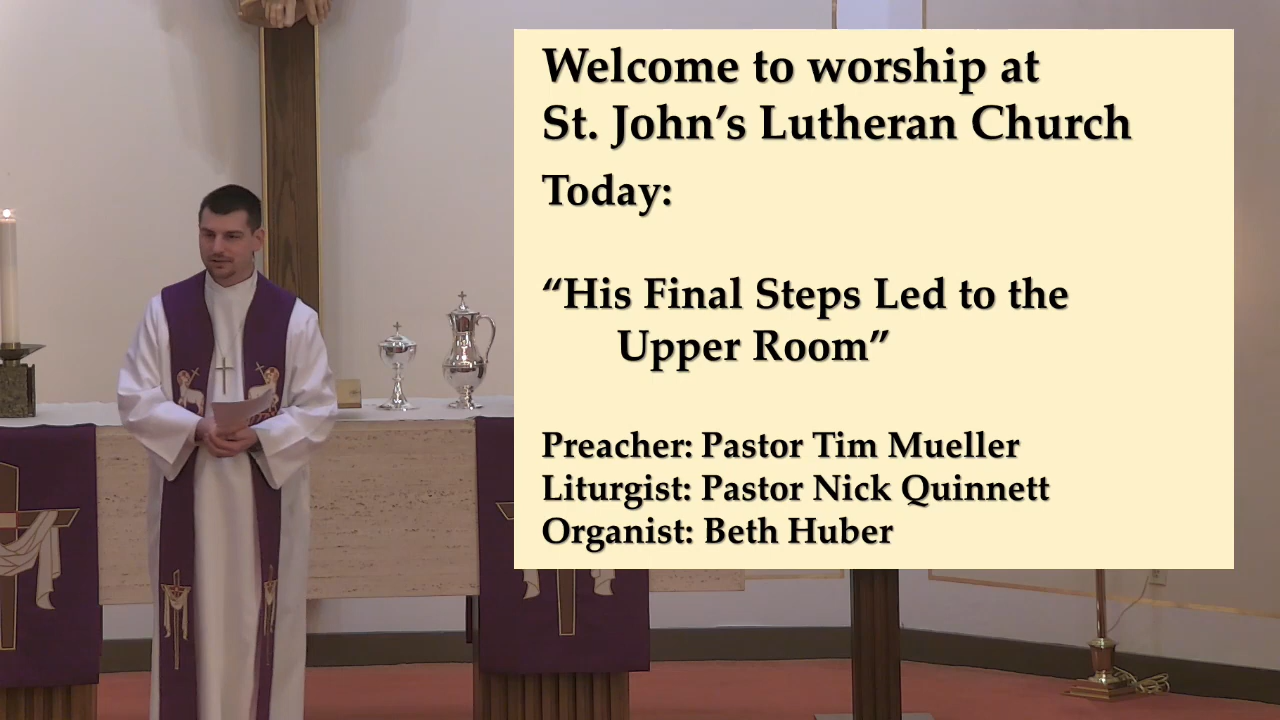 Welcome to worship at
St. John’s Lutheran Church
Today:
“His Final Steps Led to the
Upper Room”
Preacher: Pastor Tim Mueller
Liturgist: Pastor Nick Quinnett
Organist: Beth Huber